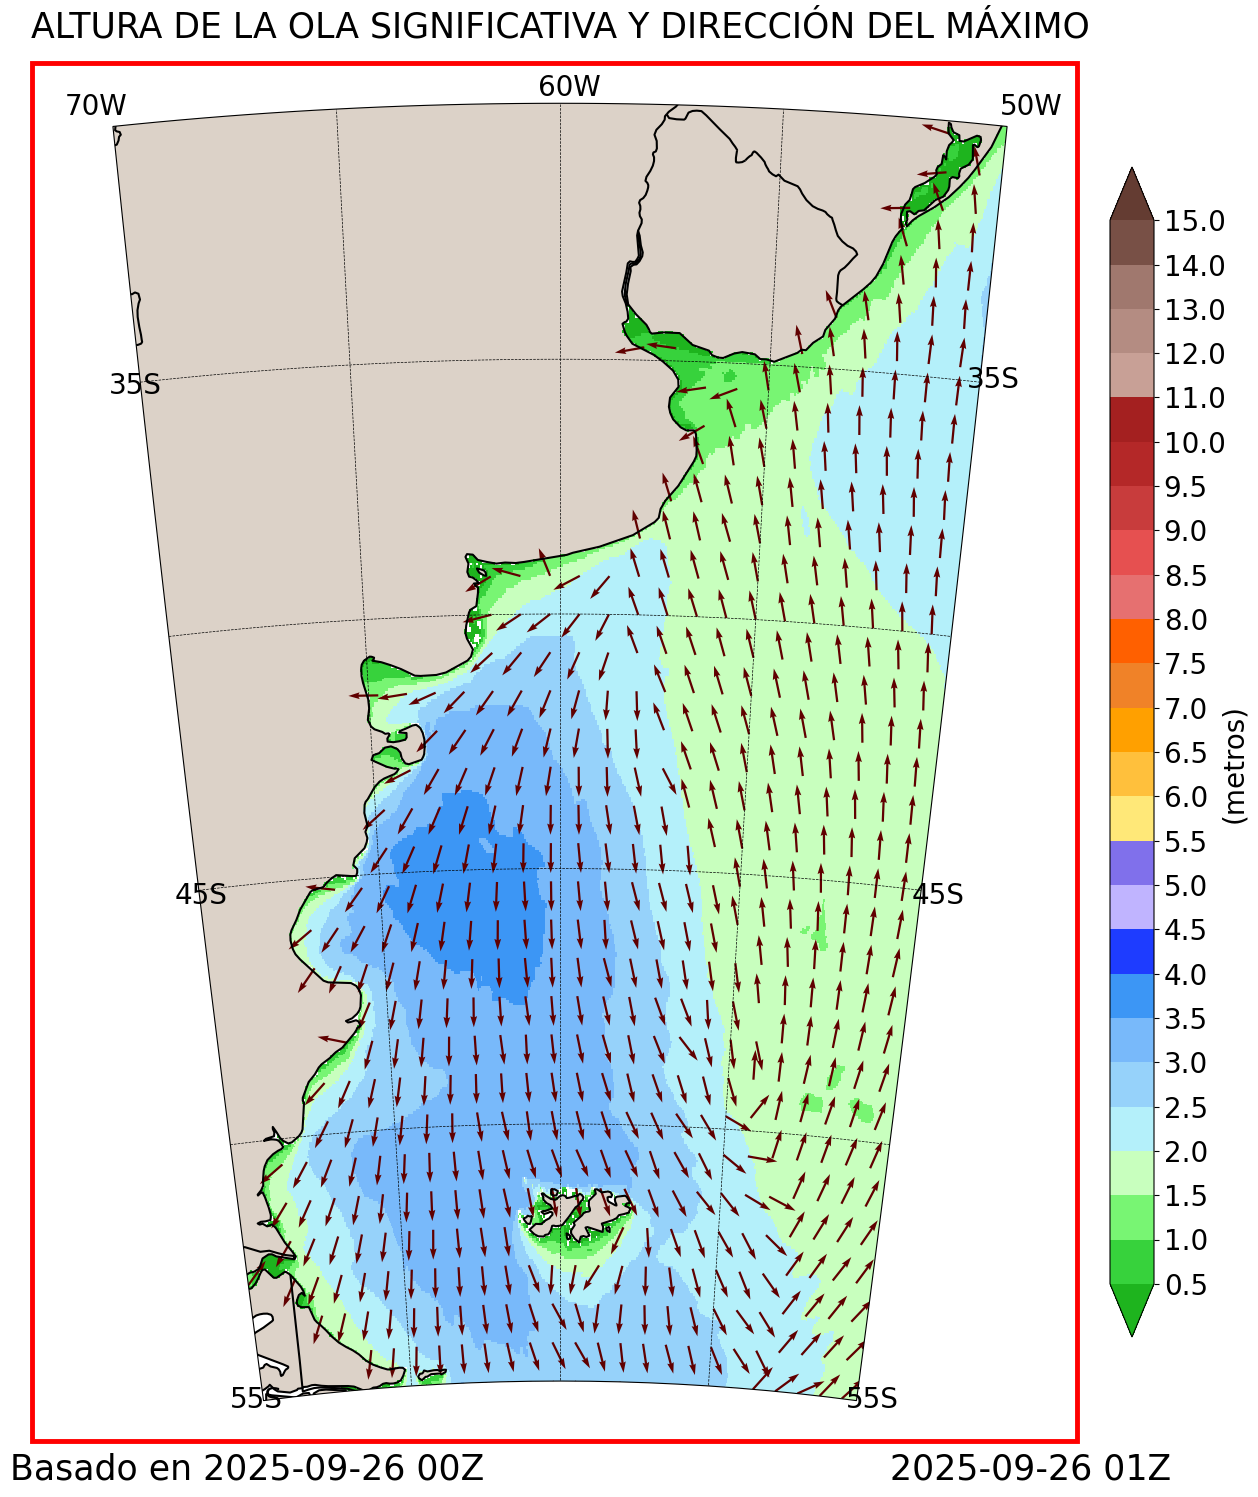 ALTURA DE LA OLA SIGNIFICATIVA Y DIRECCIÓN DEL MÁXIMO
70W
60W
50W
35S
35S
45S
45S
55S
55S
15.0
14.0
13.0
12.0
11.0
10.0
9.5
9.0
8.5
8.0
7.5
7.0
6.5
6.0
5.5
5.0
4.5
4.0
3.5
3.0
2.5
2.0
1.5
1.0
0.5
(metros)
Basado en 2025-09-26 00Z
2025-09-26 01Z